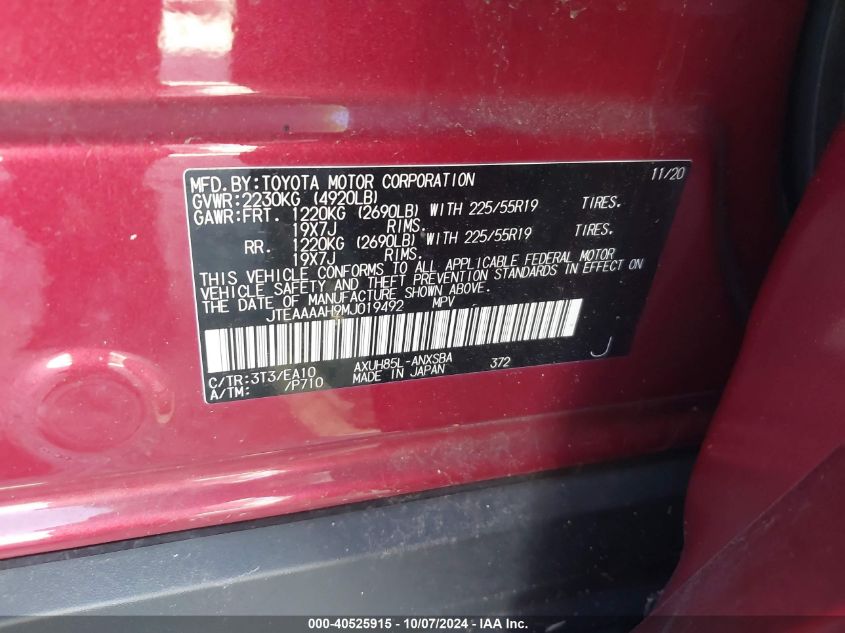 MFD.BY:TOYOTA MOTOR CORPORATION 11/20
GVWR:2230KG (4920LB)
GAWR:FRT. 1220KG (2690LB) WITH 225/55R19 TIRES.
19X7J RIMS.
RR. 1220KG (2690LB) WITH 225/55R19 TIRES.
19X7J RIMS.
THIS VEHICLE CONFORMS TO ALL APPLICABLE FEDERAL MOTOR
VEHICLE SAFETY AND THEFT PREVENTION STANDARDS IN EFFECT ON
THE DATE OF MANUFACTURE SHOWN ABOVE.
JTEAAAAH9MJ019492 MPV
C/TR:3T3/EA10 AXUH85L-ANXSBA 372 J
A/TM: /P710 MADE IN JAPAN
000-40525915 - 10/07/2024 - IAA, Inc.